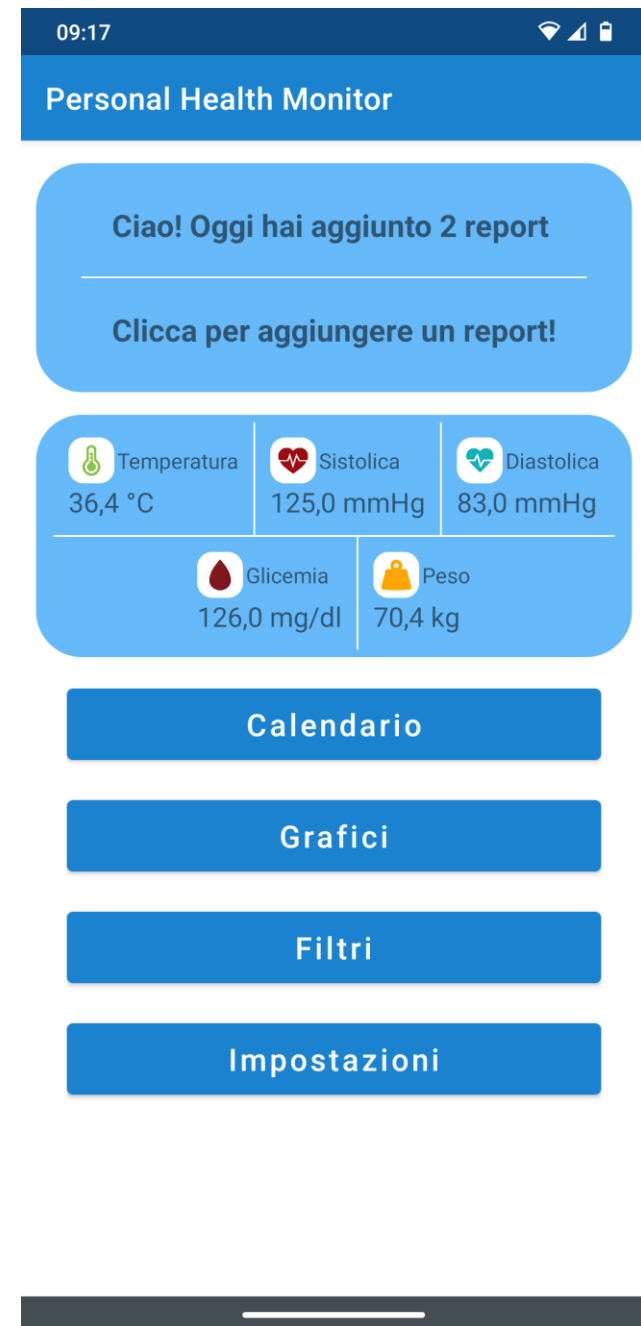 09:17
Personal Health Monitor
Ciao! Oggi hai aggiunto 2 report
Clicca per aggiungere un report!
Temperatura
36,4 °C
Sistolica
125,0 mmHg
Diastolica
83,0 mmHg
Glicemia
126,0 mg/dl
Peso
70,4 kg
Calendario
Grafici
Filtri
Impostazioni